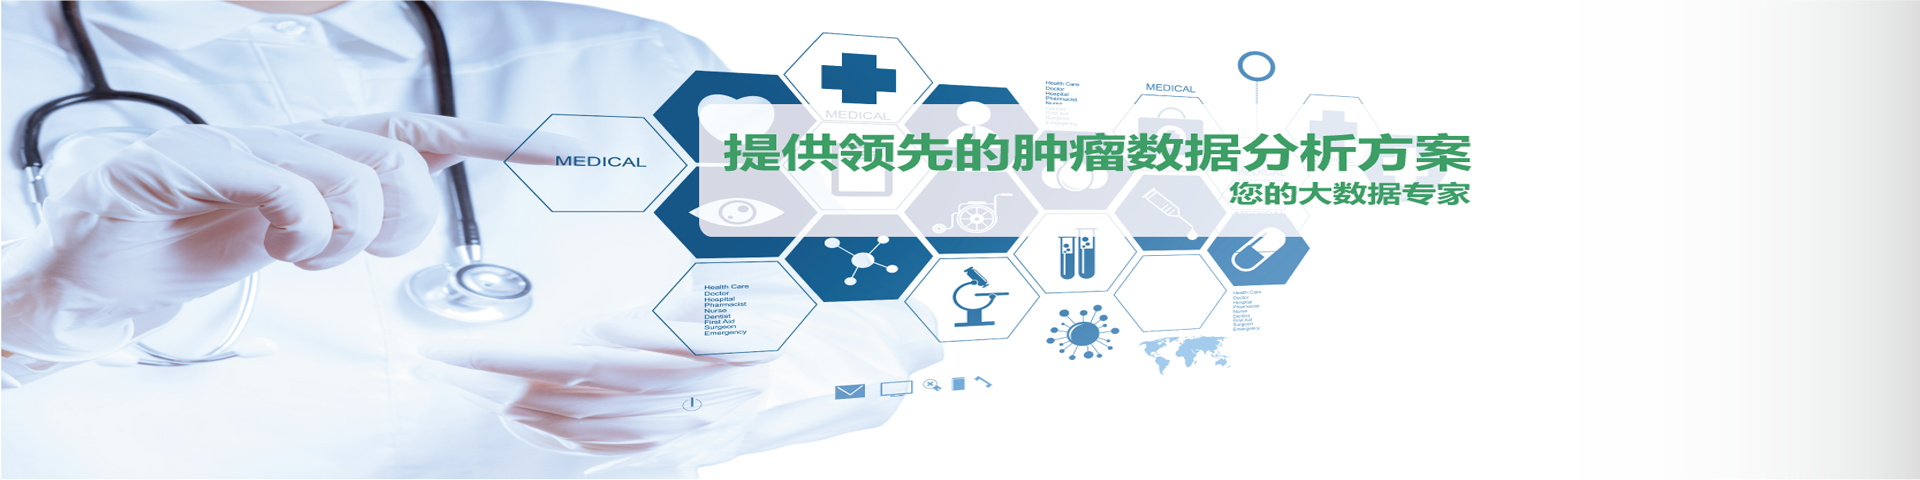 MEDICAL
MEDICAL
Health Care
Doctor
Hospital
Pharmacist
Nurse
MEDICAL
提供领先的肿瘤数据分析方案
您的大数据专家
Health Care
Doctor
Hospital
Pharmacist
Nurse
Dentist
First Aid
Surgeon
Emergency
Health Care
Doctor
Hospital
Pharmacist
Nurse
Dentist
First Aid
Surgeon
Emergency